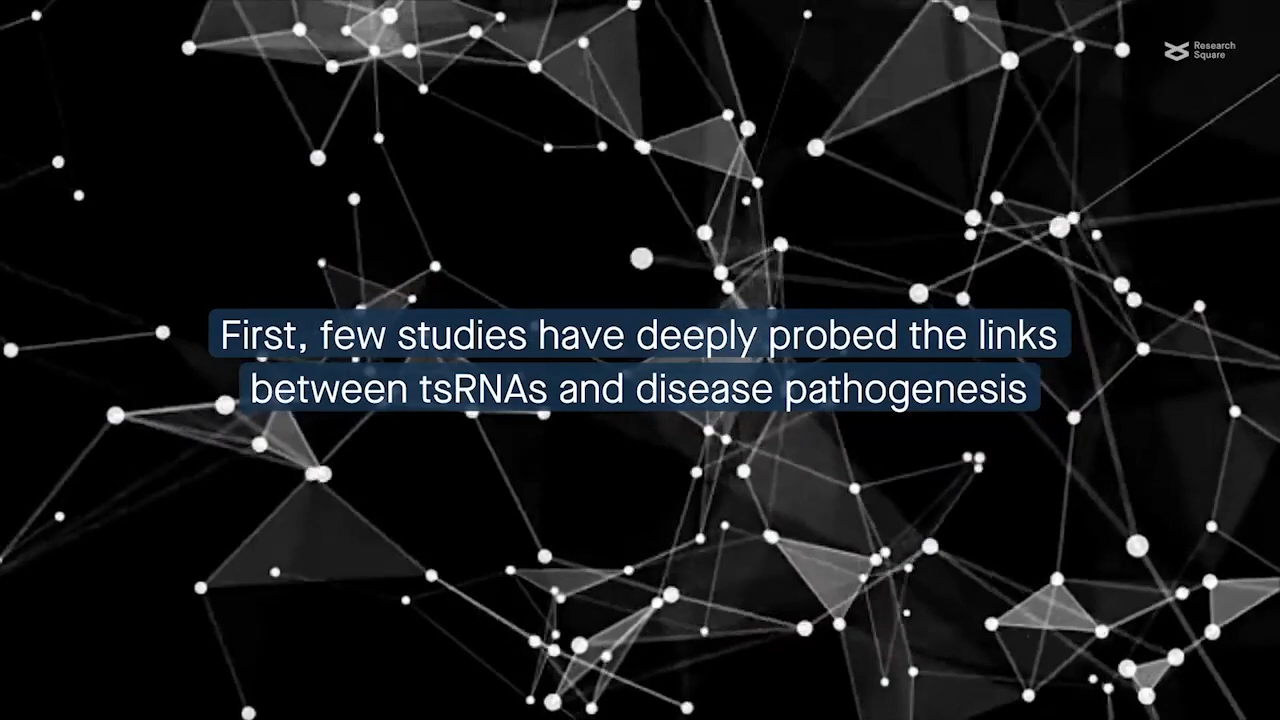 Research
Square
First, few studies have deeply probed the links
between tsRNAs and disease pathogenesis